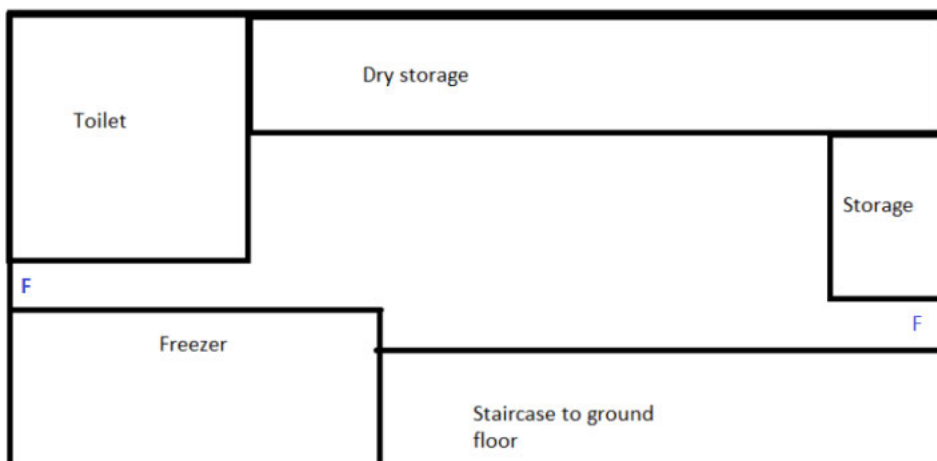 Dry storage
Toilet
Storage
F
F
Freezer
Staircase to ground
floor